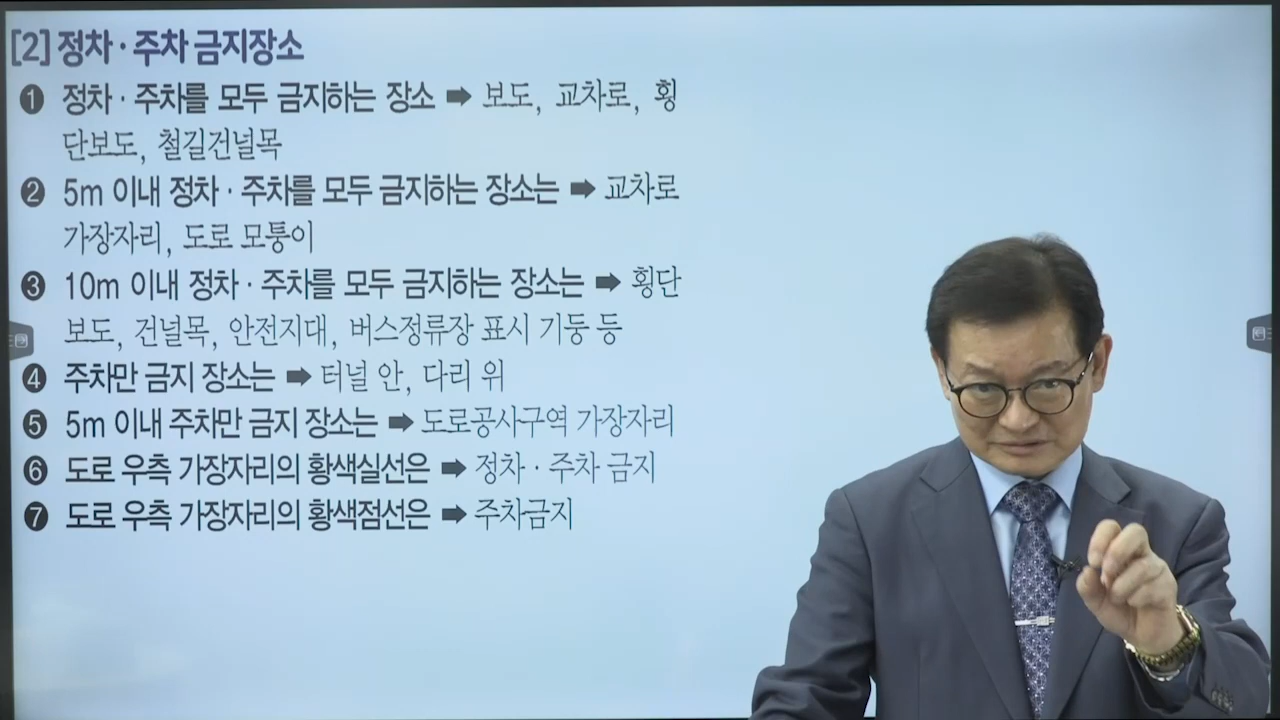 [2] 정차·주차 금지장소
❶ 정차·주차를 모두 금지하는 장소 ➡ 보도, 교차로, 횡
단보도, 철길건널목
❷ 5m 이내 정차·주차를 모두 금지하는 장소는 ➡ 교차로
가장자리, 도로 모퉁이
❸ 10m 이내 정차·주차를 모두 금지하는 장소는 ➡ 횡단
보도, 건널목, 안전지대, 버스정류장 표시 기둥 등
❹ 주차만 금지 장소는 ➡ 터널 안, 다리 위
❺ 5m 이내 주차만 금지 장소는 ➡ 도로공사구역 가장자리
❻ 도로 우측 가장자리의 황색실선은 ➡ 정차·주차 금지
❼ 도로 우측 가장자리의 황색점선은 ➡ 주차금지